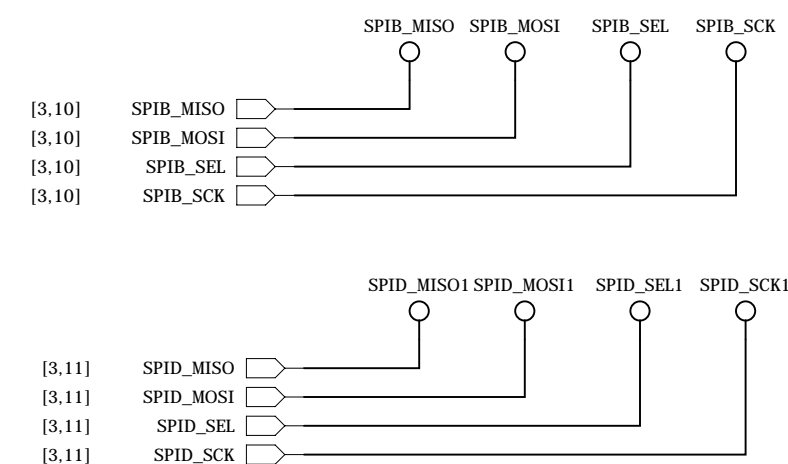 SPIB_MISO SPIB_MOSI SPIB_SEL SPIB_SCK
[3,10] SPIB_MISO
[3,10] SPIB_MOSI
[3,10] SPIB_SEL
[3,10] SPIB_SCK
SPID_MISO1 SPID_MOSI1 SPID_SEL1 SPID_SCK1
[3,11] SPID_MISO
[3,11] SPID_MOSI
[3,11] SPID_SEL
[3,11] SPID_SCK